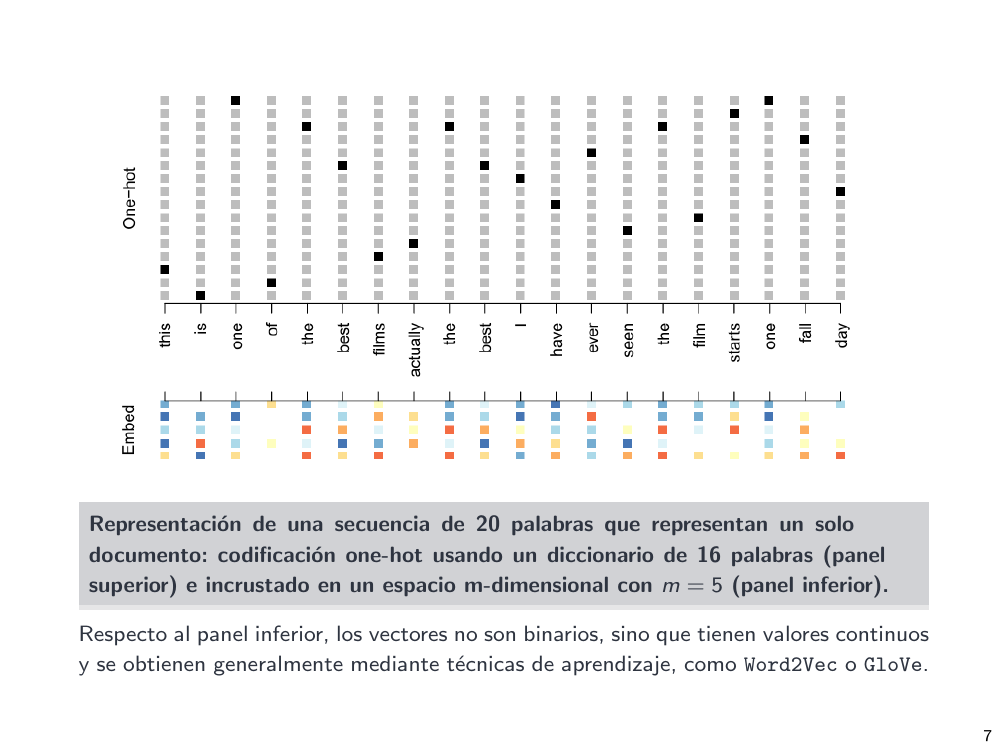 One-hot
this is one of the best films actually the best I have ever seen the film starts one fall day
Embed
Representación de una secuencia de 20 palabras que representan un solo
documento: codificación one-hot usando un diccionario de 16 palabras (panel
superior) e incrustado en un espacio m-dimensional con m = 5 (panel inferior).
Respecto al panel inferior, los vectores no son binarios, sino que tienen valores continuos
y se obtienen generalmente mediante técnicas de aprendizaje, como Word2Vec o GloVe.
7